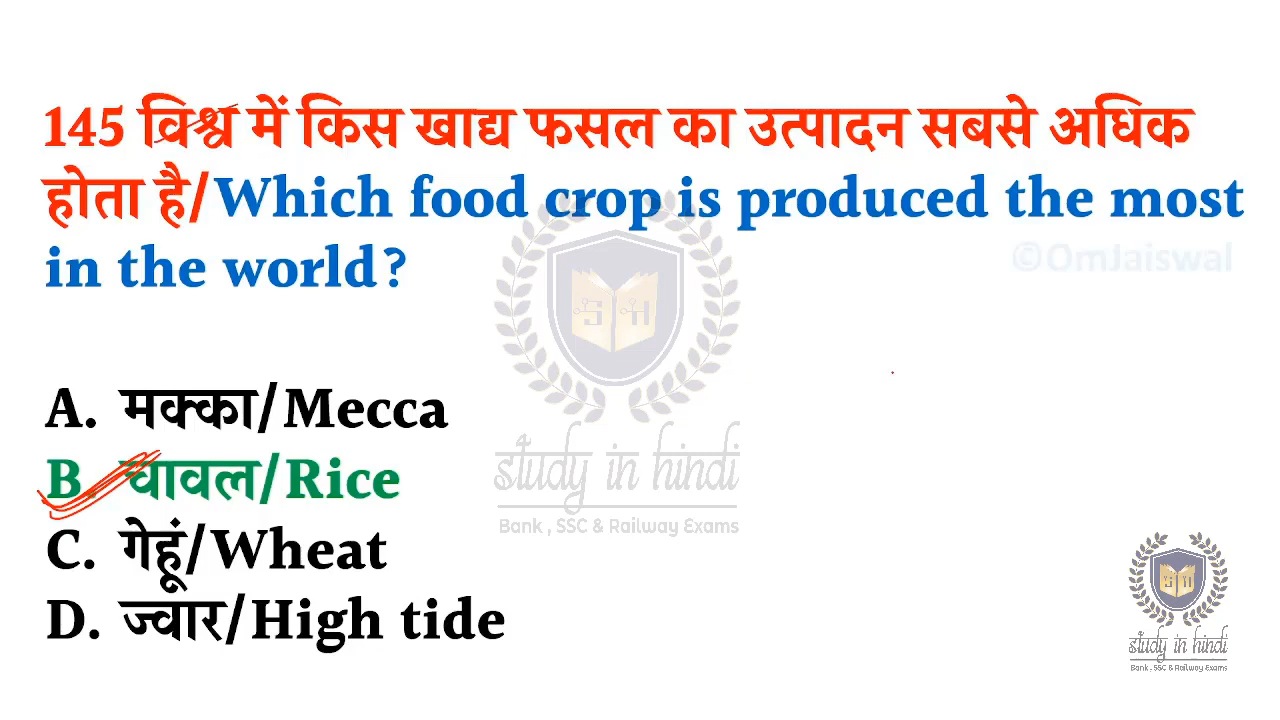 145 विश्व में किस खाद्य फसल का उत्पादन सबसे अधिक
होता है/Which food crop is produced the most
in the world?
©OmJaiswal
SH
A. मक्का/Mecca
B. चावल/Rice
C. गेहूं/Wheat
D. ज्वार/High tide
study in hindi
Bank , SSC & Railway Exams
SH
study in hindi
Bank , SSC & Railway Exams